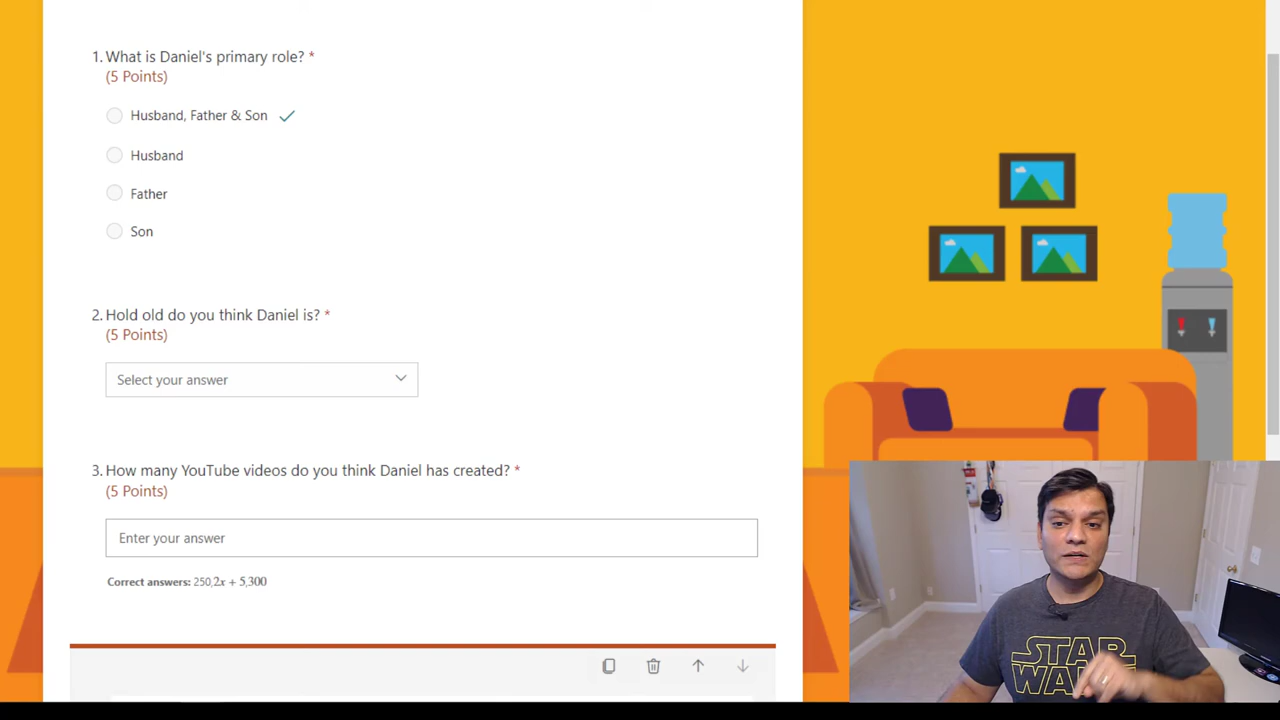 1. What is Daniel's primary role? *
(5 Points)
Husband, Father & Son
Husband
Father
Son
2. Hold old do you think Daniel is? *
(5 Points)
Select your answer
3. How many YouTube videos do you think Daniel has created? *
(5 Points)
Enter your answer
Correct answers: 250,2x + 5,300
STAR
WA